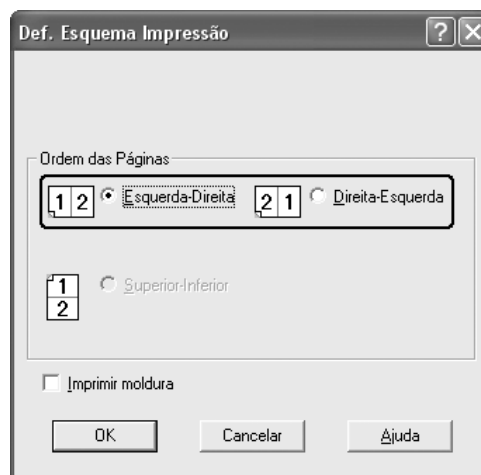 Def. Esquema Impressão
Ordem das Páginas
1 2 Esquerda-Direita 2 1 Direita-Esquerda
1
2
Superior-Inferior
Imprimir moldura
OK Cancelar Ajuda